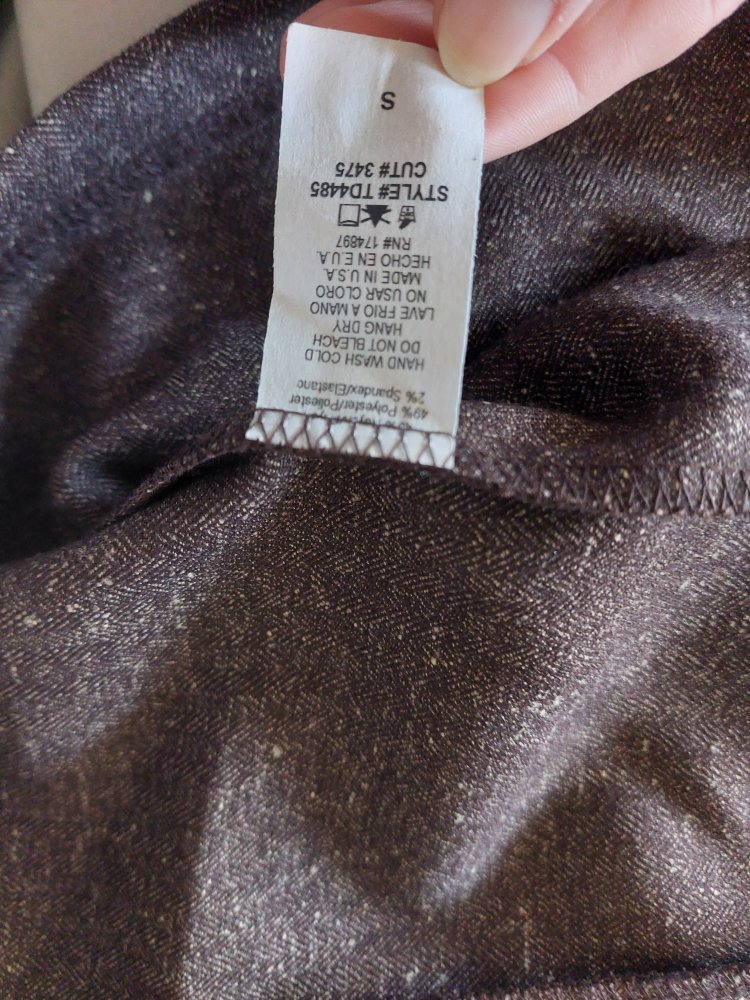 49% Polyester/Poliester
2% Spandex/Elastano
HAND WASH COLD
DO NOT BLEACH
HANG DRY
LAVE FRIO A MANO
NO USAR CLORO
MADE IN U.S.A.
HECHO EN E.U.A.
RN# 174897
STYLE# TD4485
CUT# 3475
S